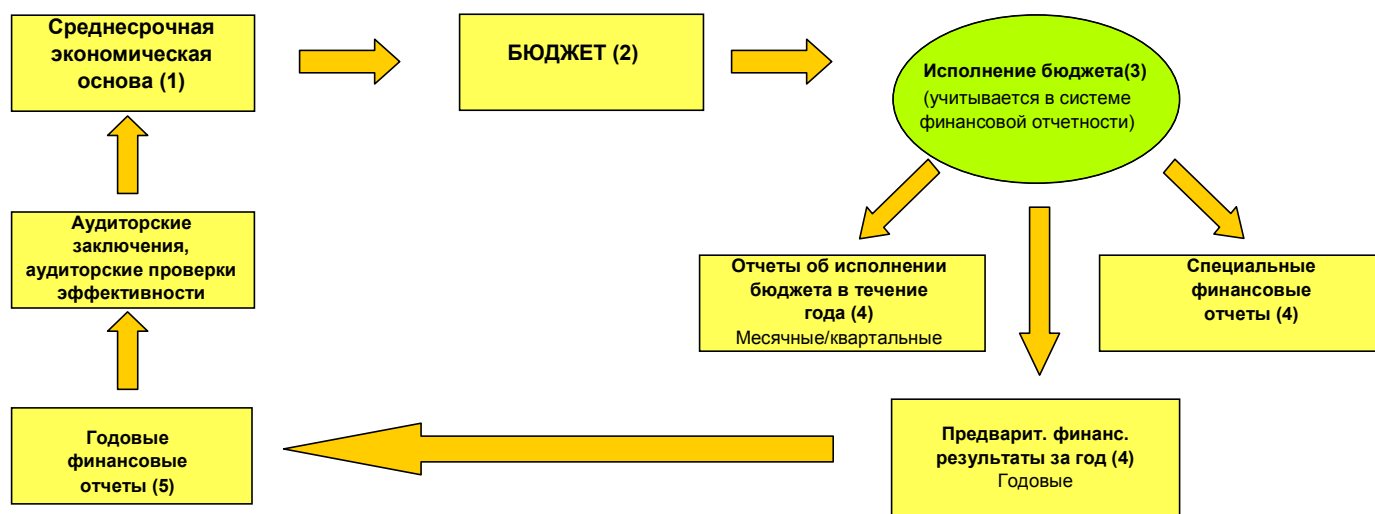 Среднесрочная
экономическая
основа (1)
БЮДЖЕТ (2)
Исполнение бюджета(3)
(учитывается в системе
финансовой отчетности)
Аудиторские
заключения,
аудиторские проверки
эффективности
Отчеты об исполнении
бюджета в течение
года (4)
Месячные/квартальные
Специальные
финансовые
отчеты (4)
Годовые
финансовые
отчеты (5)
Предварит. финанс.
результаты за год (4)
Годовые